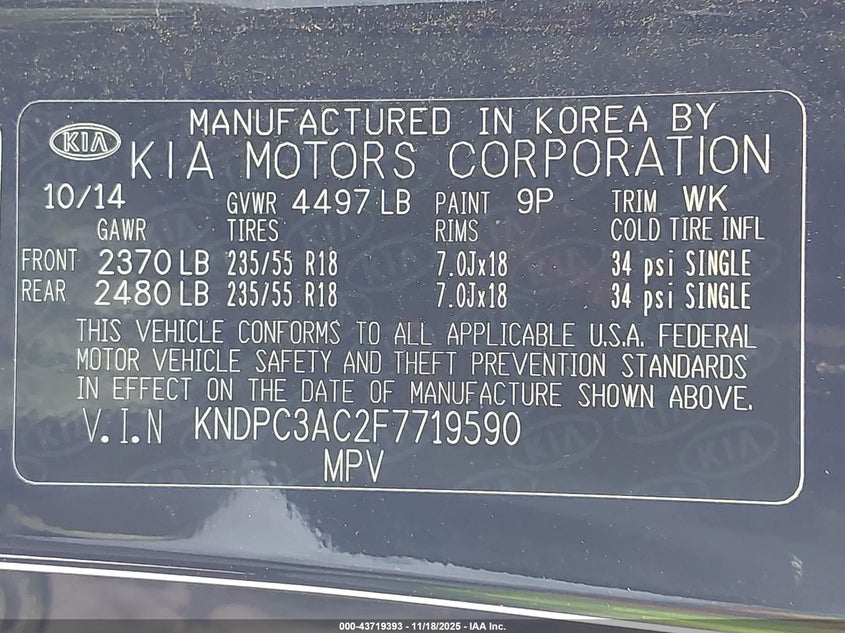 MANUFACTURED IN KOREA BY
KIA KIA MOTORS CORPORATION
10/14 GVWR 4497 LB PAINT 9P TRIM WK
GAWR TIRES RIMS COLD TIRE INFL
FRONT 2370 LB 235/55 R18 7.0Jx18 34 psi SINGLE
REAR 2480 LB 235/55 R18 7.0Jx18 34 psi SINGLE
THIS VEHICLE CONFORMS TO ALL APPLICABLE U.S.A. FEDERAL
MOTOR VEHICLE SAFETY AND THEFT PREVENTION STANDARDS
IN EFFECT ON THE DATE OF MANUFACTURE SHOWN ABOVE.
V.I.N KNDPC3AC2F7719590
MPV
000-43719393 - 11/18/2025 - IAA Inc.